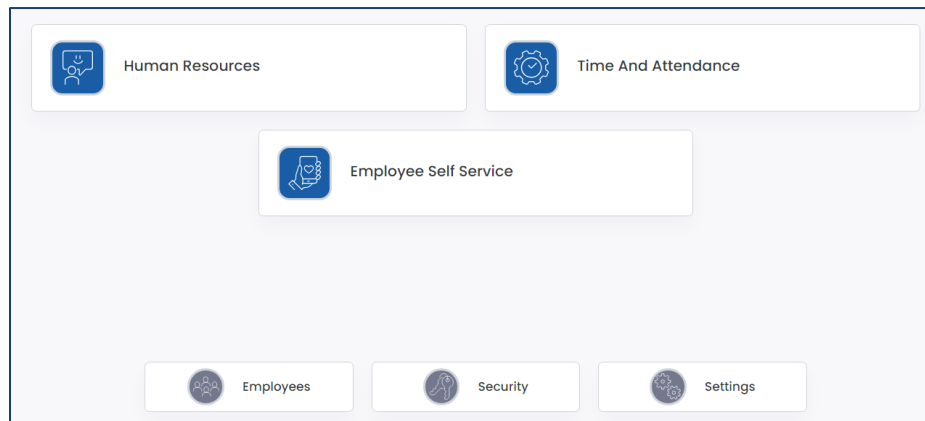 Human Resources
Time And Attendance
Employee Self Service
Employees
Security
Settings